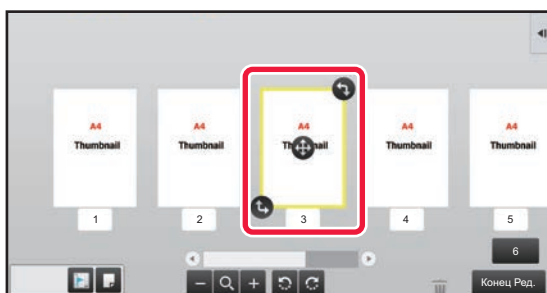 A4 A4 A4 A4 A4
Thumbnail Thumbnail Thumbnail Thumbnail Thumbnail
1 2 3 4 5
6
Конец Ред.